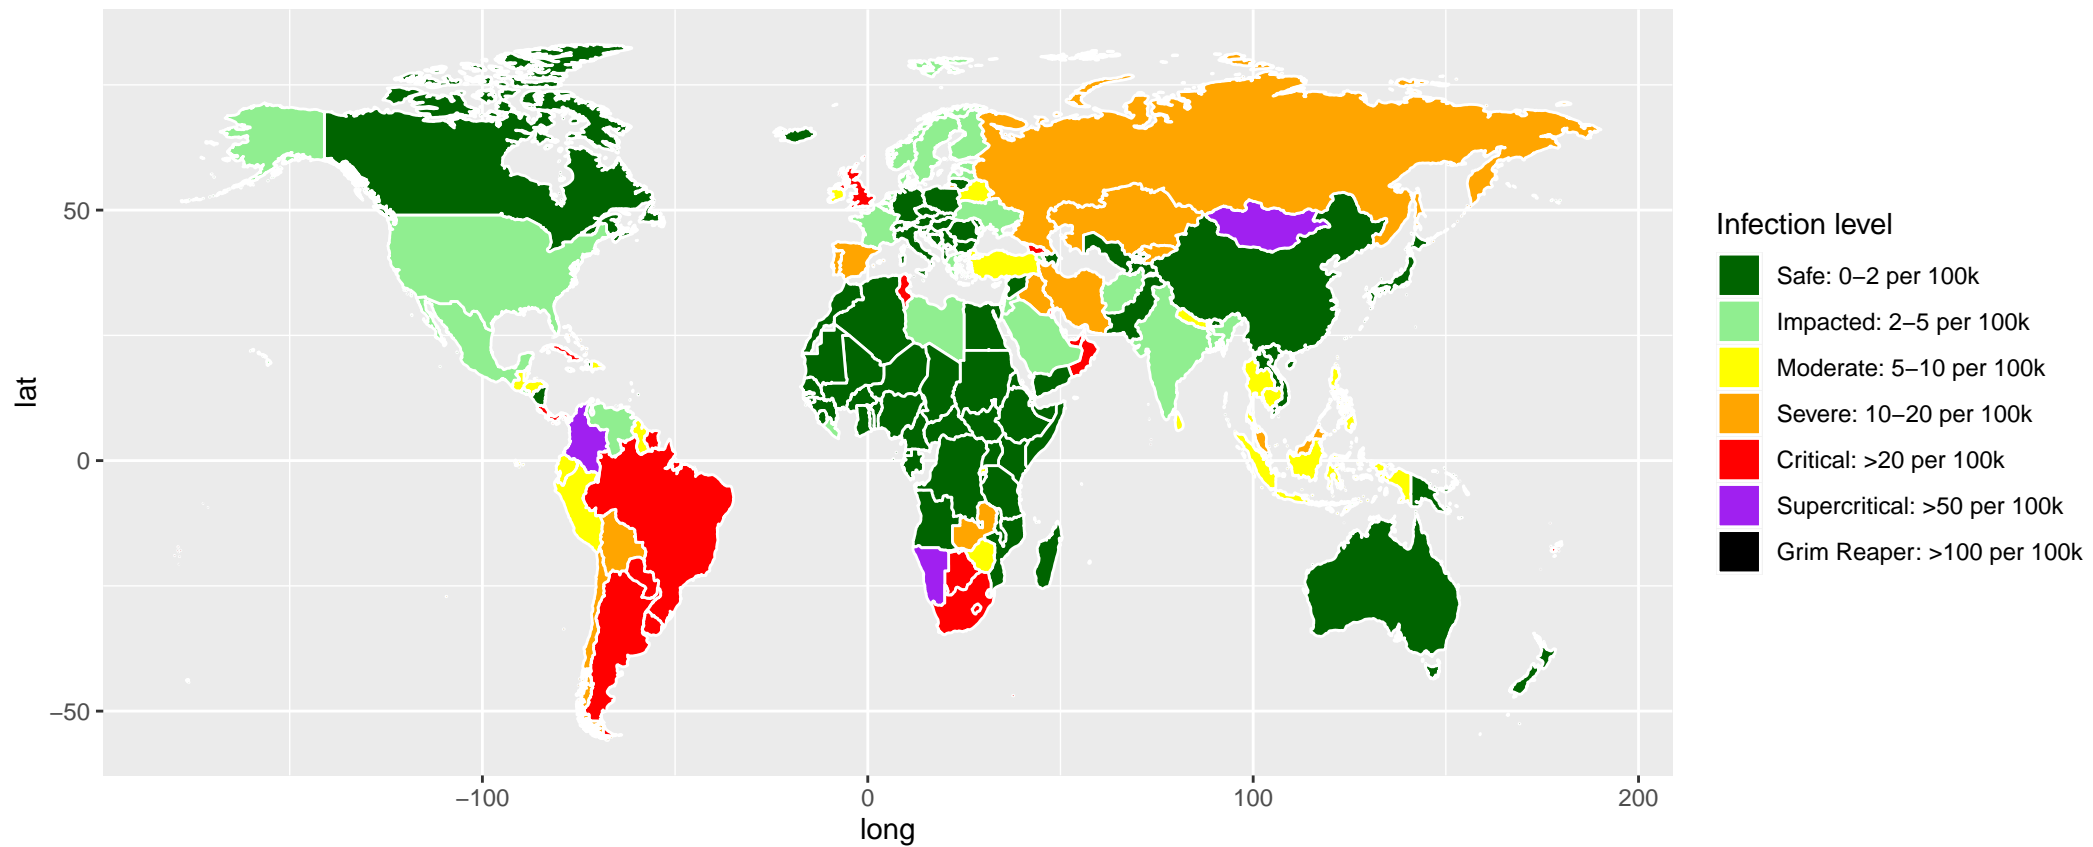 50
0
−50
lat
−100
0
100
200
long
Infection level
Safe: 0−2 per 100k
Impacted: 2−5 per 100k
Moderate: 5−10 per 100k
Severe: 10−20 per 100k
Critical: >20 per 100k
Supercritical: >50 per 100k
Grim Reaper: >100 per 100k